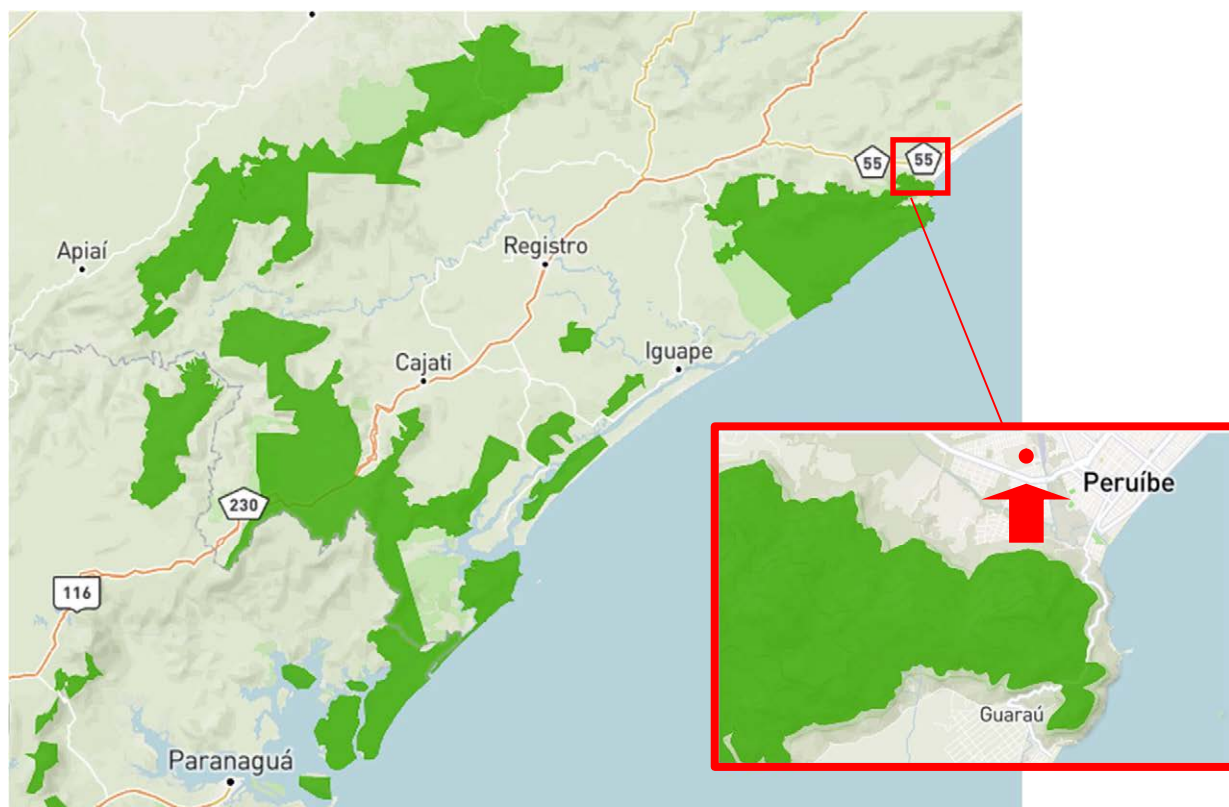 55
55
Apiaí
Registro
Iguape
Cajati
Peruíbe
230
116
Guaraú
Paranaguá